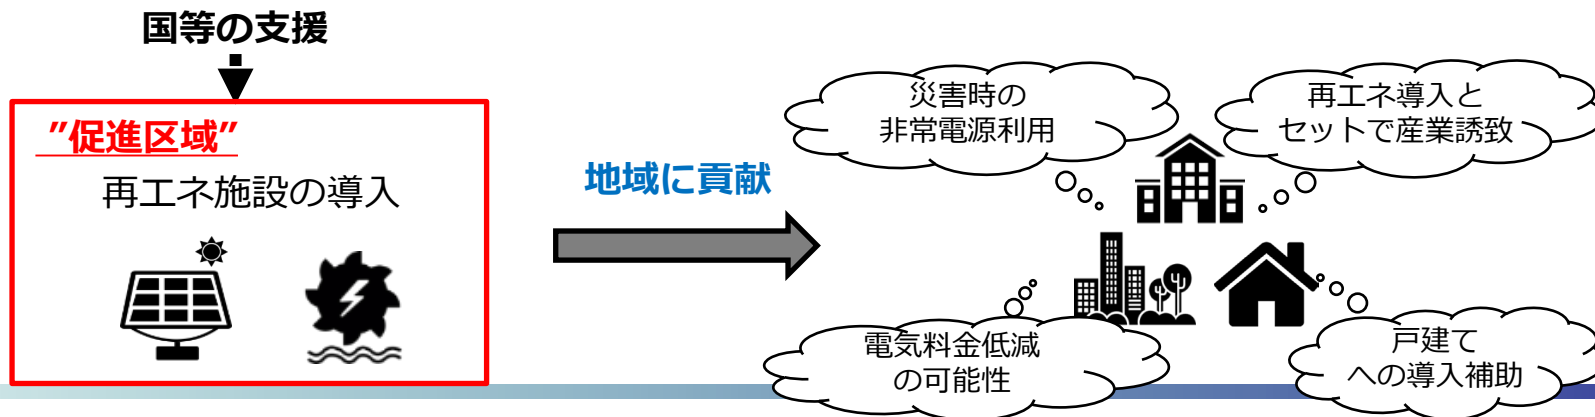 国等の支援
”促進区域”
再エネ施設の導入
地域に貢献
災害時の
非常電源利用
再エネ導入と
セットで産業誘致
電気料金低減
の可能性
戸建て
への導入補助